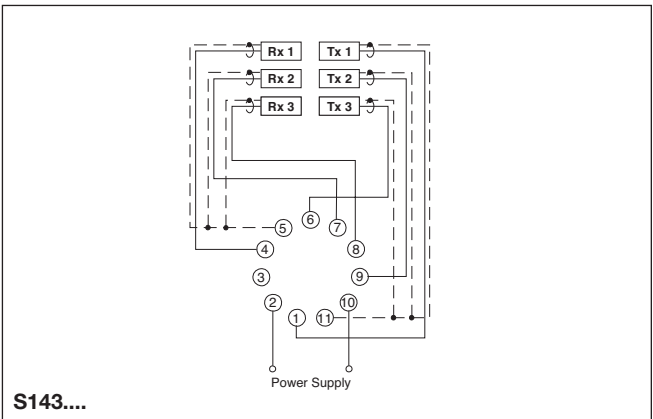 Rx 1 Tx 1
Rx 2 Tx 2
Rx 3 Tx 3
6 7
5
4 8
3 9
2 10
1 11
Power Supply
S143....